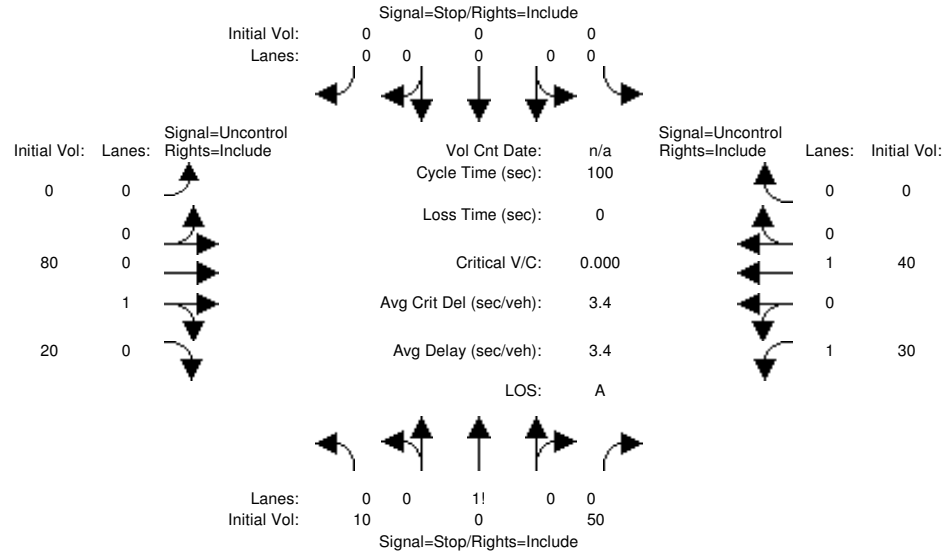 Signal=Stop/Rights=Include
Initial Vol: 0 0 0
Lanes: 0 0 0 0 0
Signal=Uncontrol Signal=Uncontrol
Initial Vol: Lanes: Rights=Include Vol Cnt Date: n/a Rights=Include Lanes: Initial Vol:
Cycle Time (sec): 100
0 0 0 0
Loss Time (sec): 0
0 0
80 0 Critical V/C: 0.000 1 40
1 Avg Crit Del (sec/veh): 3.4 0
20 0 Avg Delay (sec/veh): 3.4 1 30
LOS: A
Lanes: 0 0 1! 0 0
Initial Vol: 10 0 50
Signal=Stop/Rights=Include